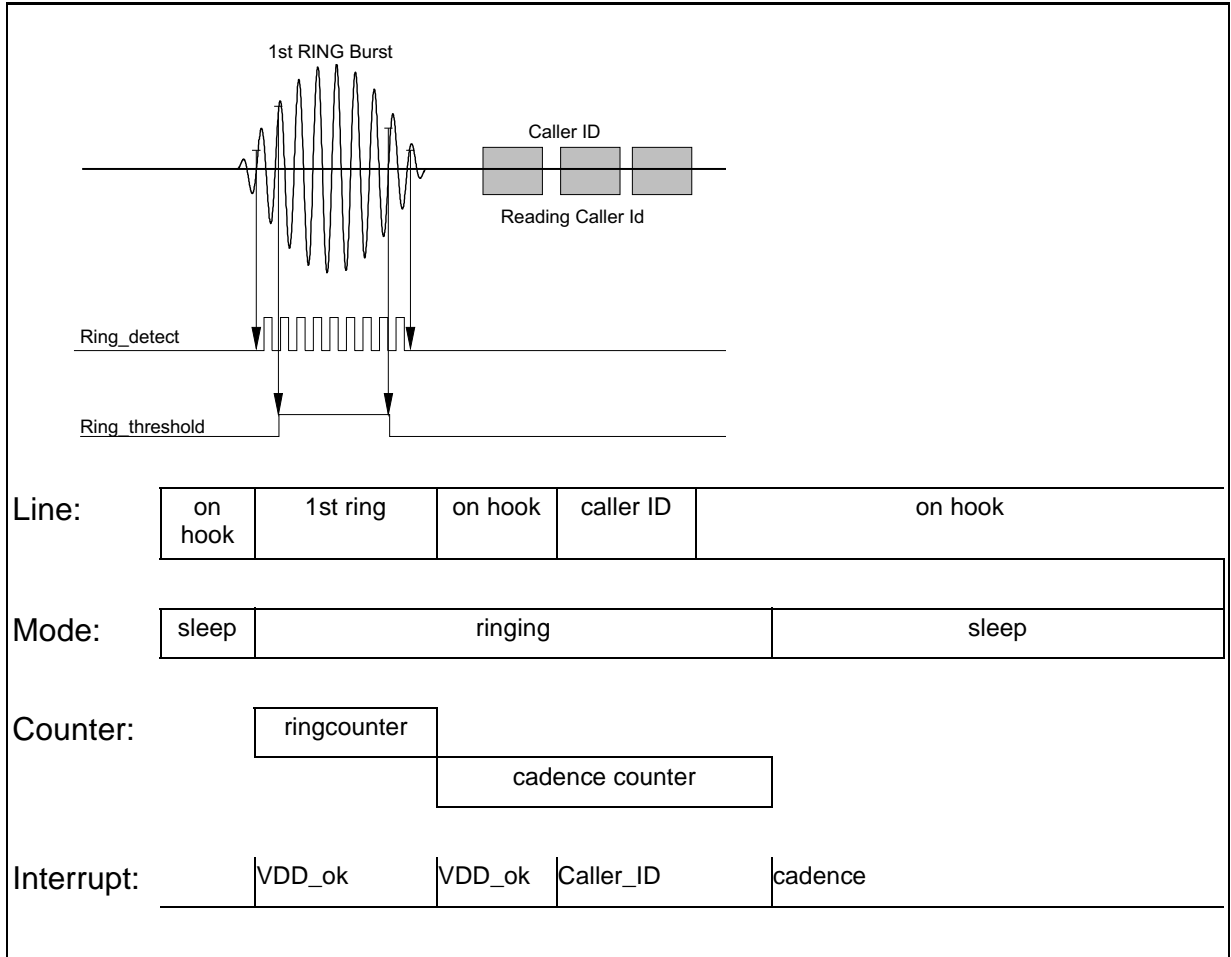 1st RING Burst
Caller ID
Reading Caller Id
Ring_detect
Ring_threshold
Line:
on
hook
1st ring
on hook
caller ID
on hook
Mode:
sleep
ringing
sleep
Counter:
ringcounter
cadence counter
Interrupt:
VDD_ok
VDD_ok
Caller_ID
cadence